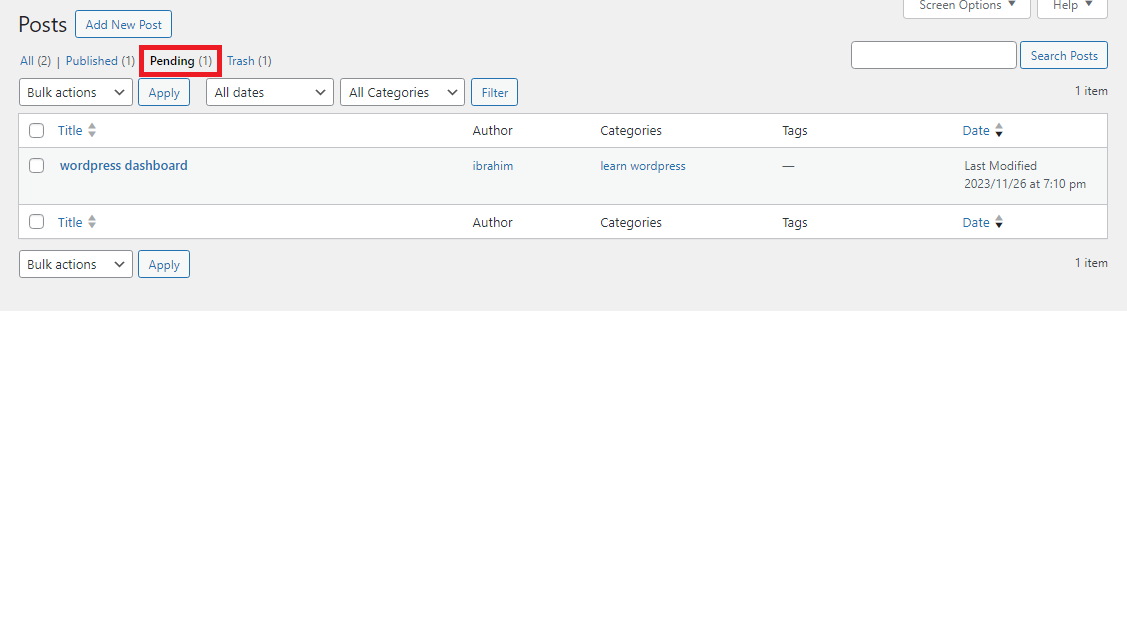 Screen Options ▼ Help ▼
Posts Add New Post
All (2) | Published (1) Pending (1) Trash (1) Search Posts
Bulk actions Apply All dates All Categories Filter 1 item
Title Author Categories Tags Date
wordpress dashboard ibrahim learn wordpress — Last Modified
2023/11/26 at 7:10 pm
Title Author Categories Tags Date
Bulk actions Apply 1 item